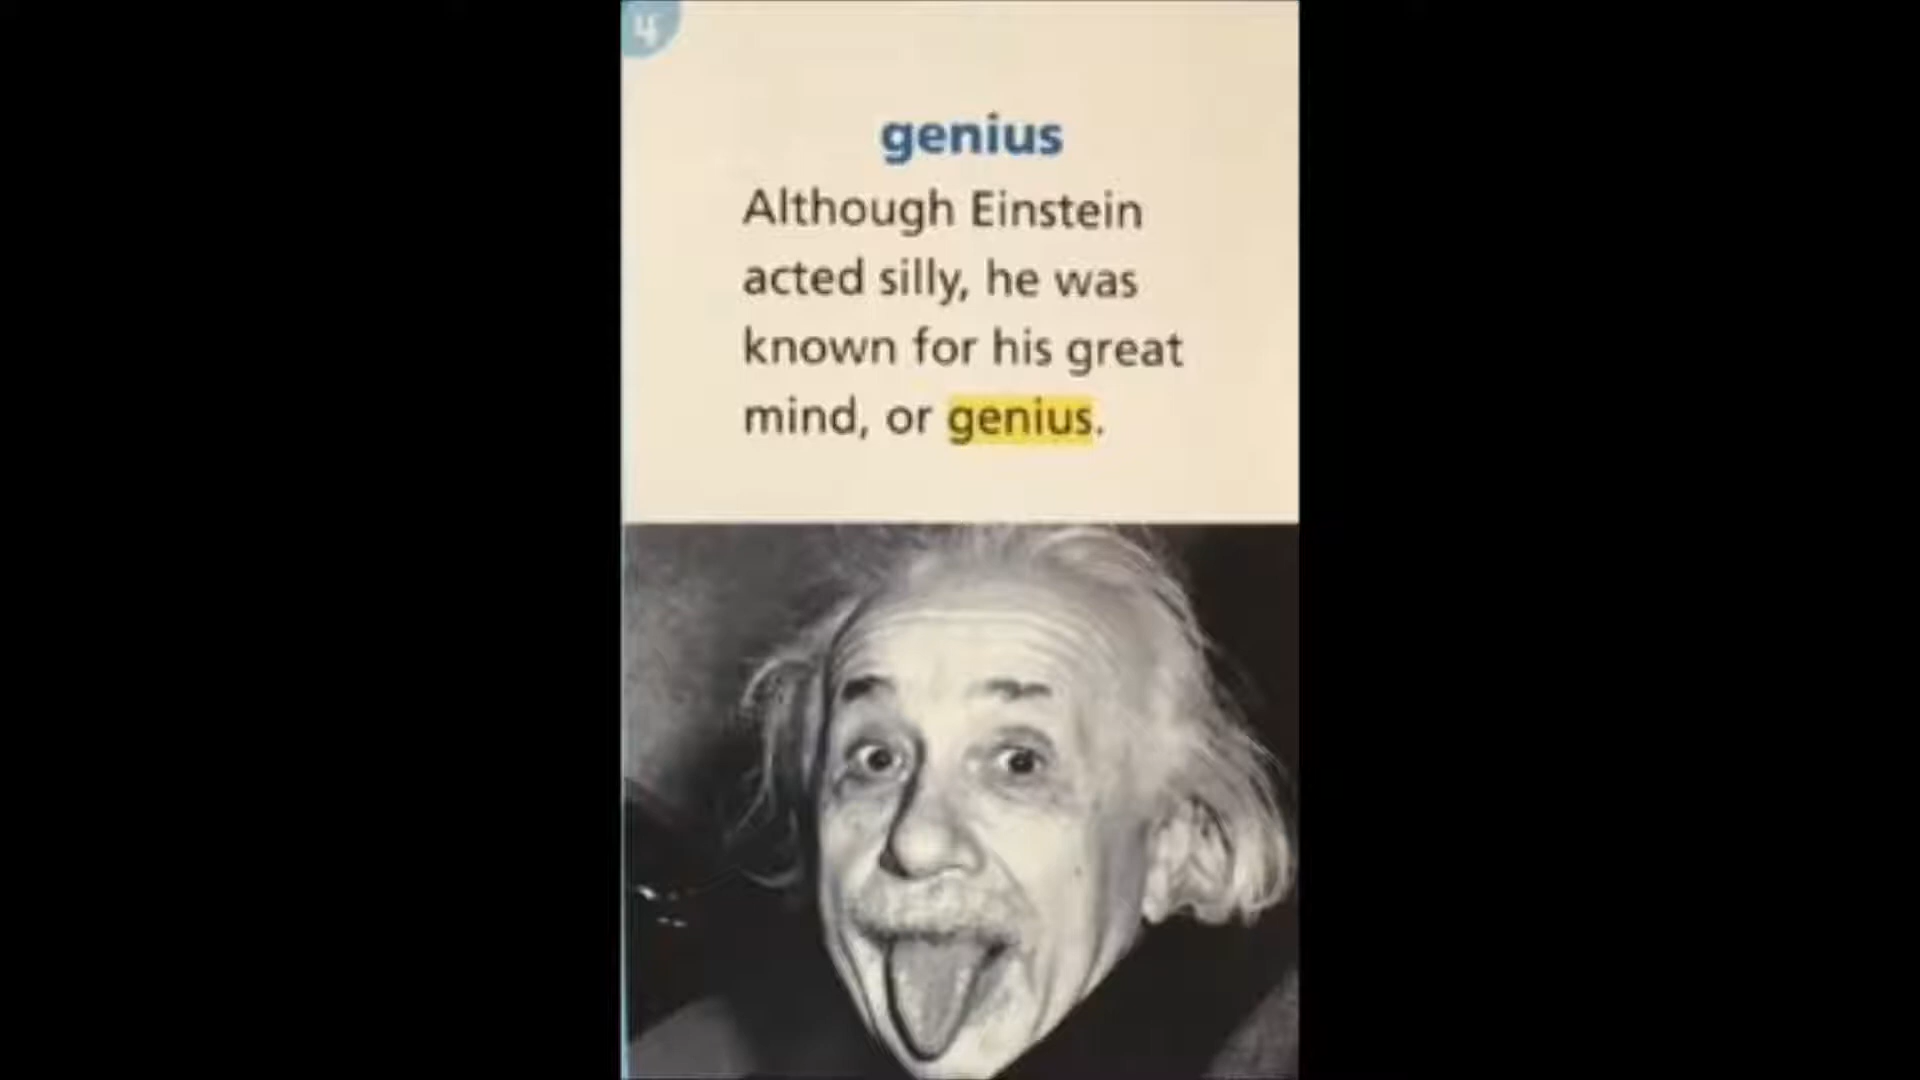 4
genius
Although Einstein
acted silly, he was
known for his great
mind, or genius.